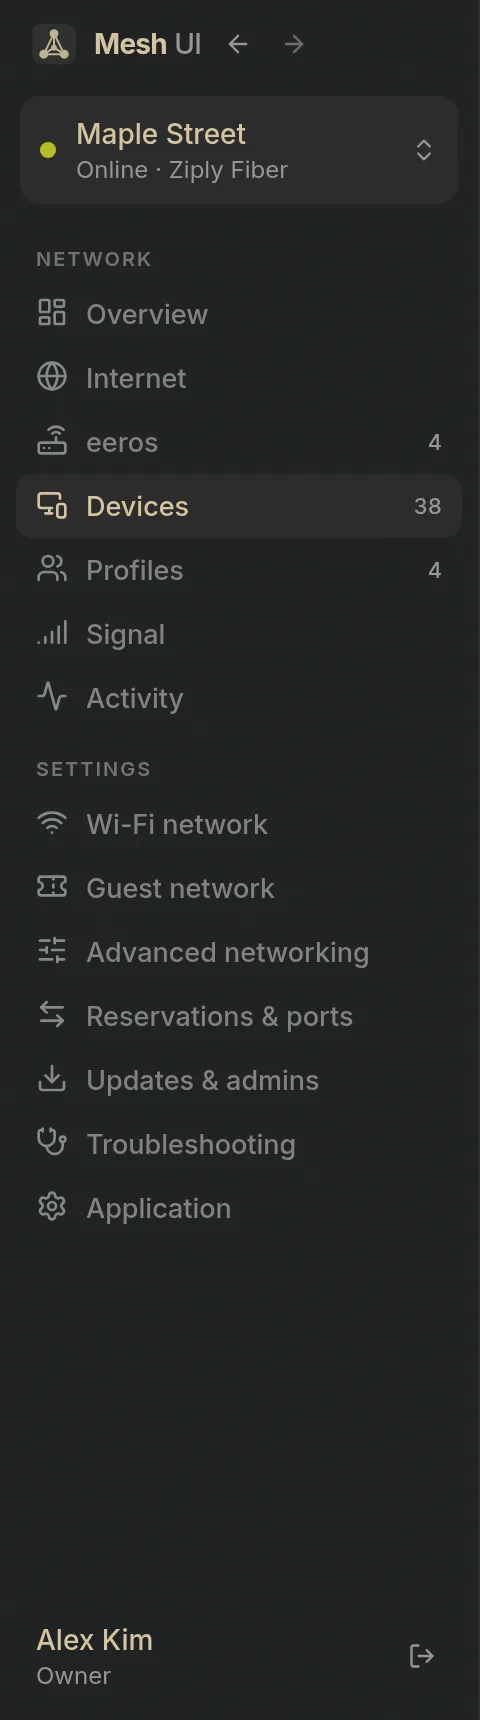 Mesh UI
Maple Street
Online · Ziply Fiber
NETWORK
Overview
Internet
eeros 4
Devices 38
Profiles 4
Signal
Activity
SETTINGS
Wi-Fi network
Guest network
Advanced networking
Reservations & ports
Updates & admins
Troubleshooting
Application
Alex Kim
Owner